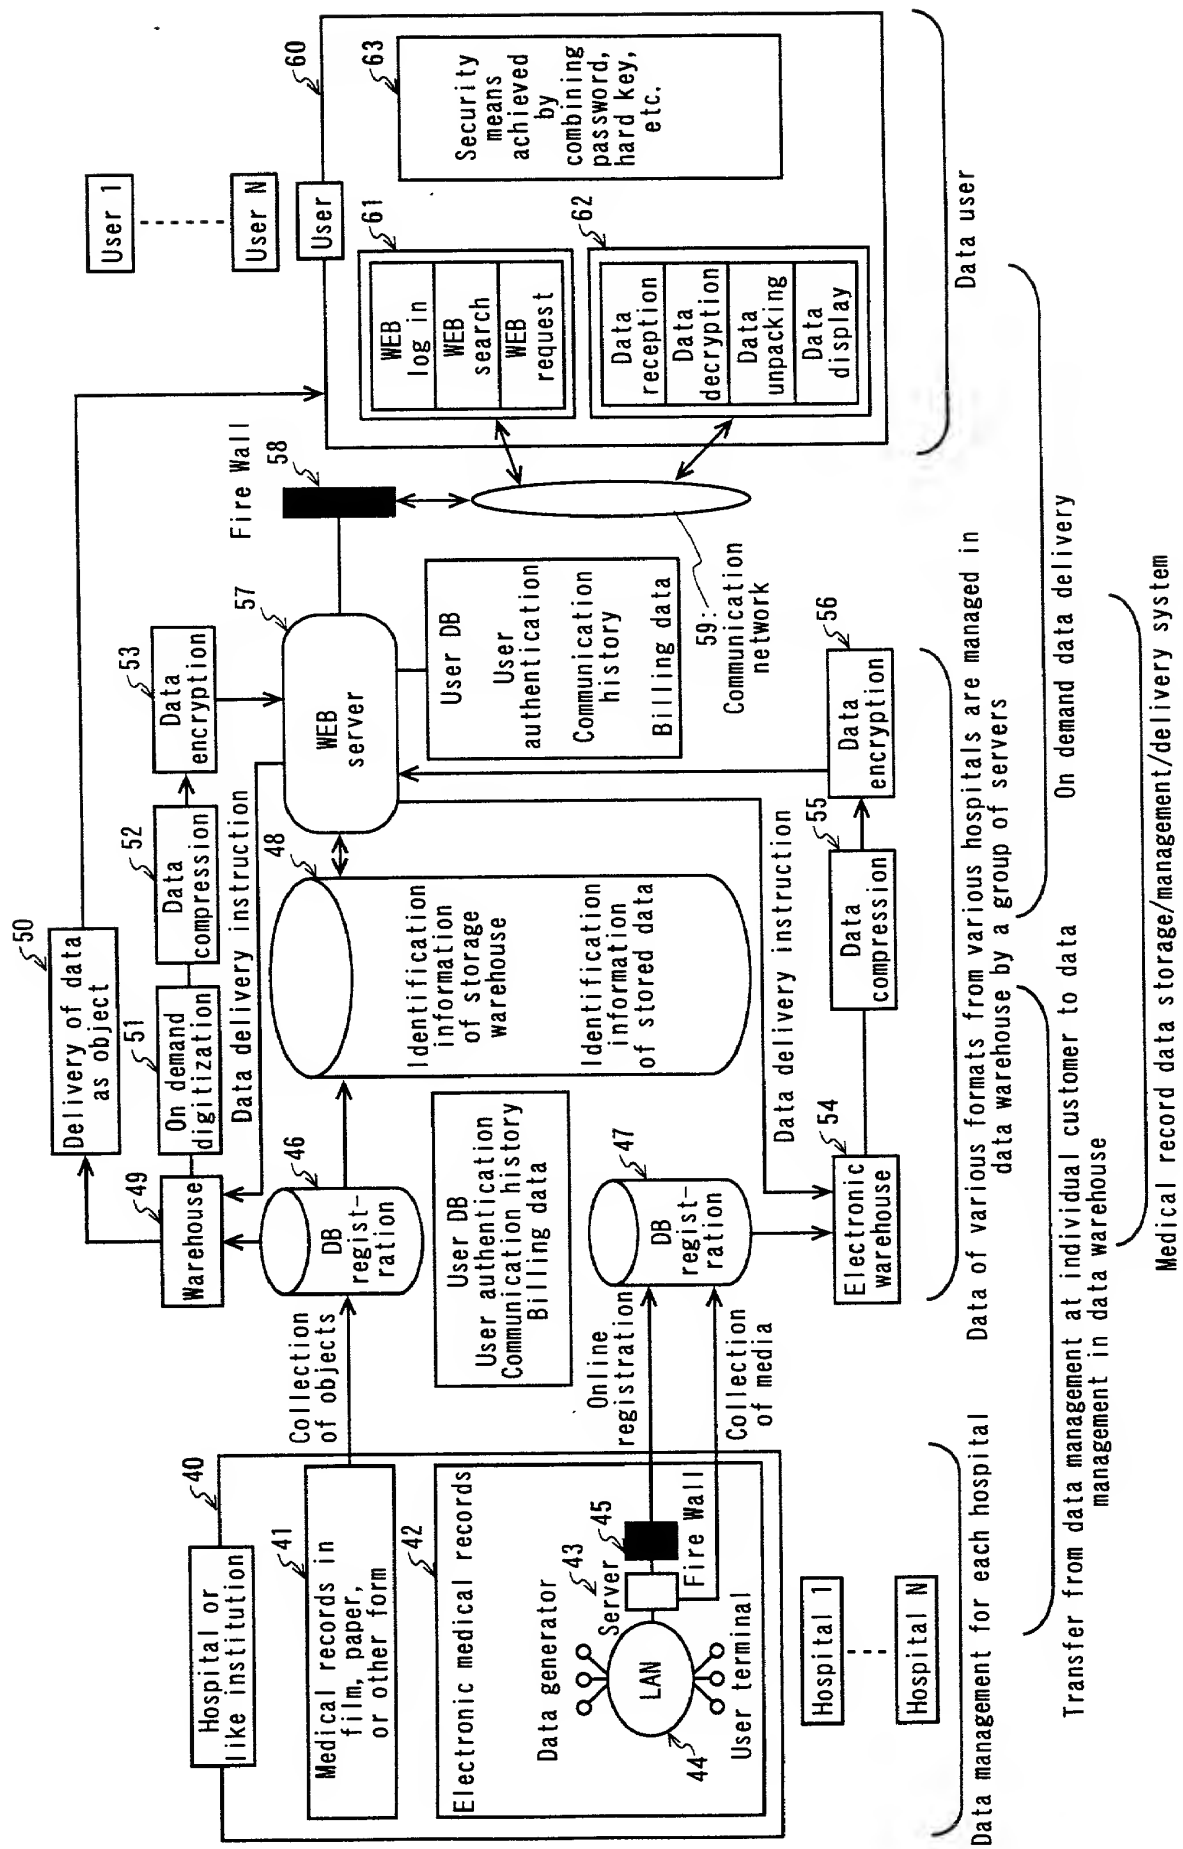 Hospital or
like institution
40
Medical records in
film, paper,
or other form
41
Electronic medical records
42
Data generator
Server
43
45
LAN
44
Fire Wall
User terminal
Hospital 1
Hospital N
Data management for each hospital
Collection
of objects
Online
registration
Collection
of media
Delivery of data
as object
50
Warehouse
49
On demand
digitization
51
Data
compression
52
Data
encryption
53
Data delivery instruction
DB
regist-
ration
46
User DB
User authentication
Communication history
Billing data
DB
regist-
ration
47
Identification
information
of storage
warehouse
Identification
information
of stored data
48
Data delivery instruction
Electronic
warehouse
54
Data
compression
55
Data
encryption
56
WEB
server
57
User DB
User
authentication
Communication
history
Billing data
Fire Wall
58
59:
Communication
network
User 1
User N
User
60
WEB
log in
WEB
search
WEB
request
61
Data
reception
Data
decryption
Data
unpacking
Data
display
62
Security
means
achieved
by
combining
password,
hard key,
etc.
63
Data user
Data of various formats from various hospitals are managed in
data warehouse by a group of servers
On demand data delivery
Transfer from data management at individual customer to data
management in data warehouse
Medical record data storage/management/delivery system